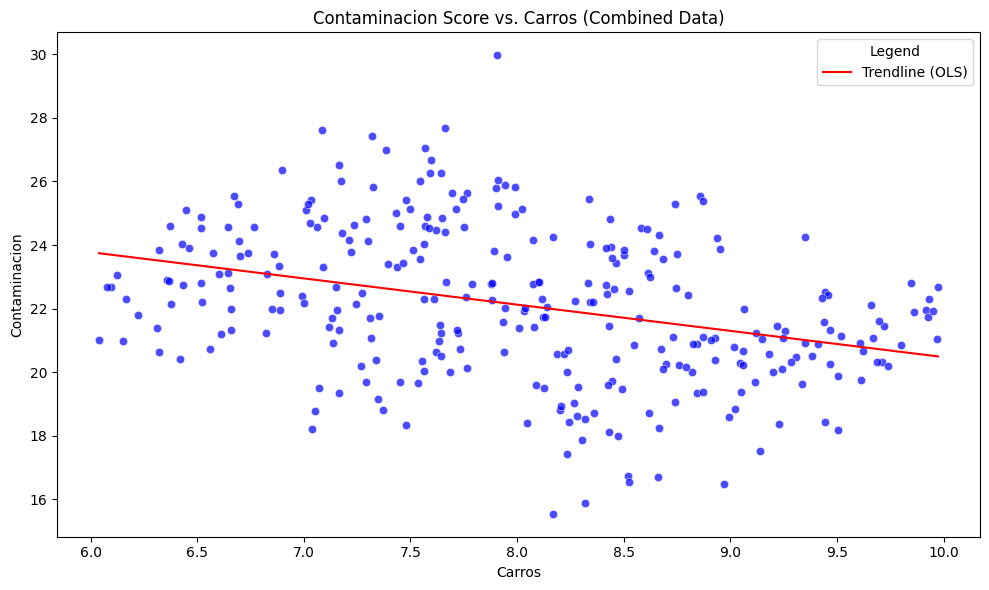 Contaminacion Score vs. Carros (Combined Data)
Legend
Trendline (OLS)
Contaminacion
30
28
26
24
22
20
18
16
6.0 6.5 7.0 7.5 8.0 8.5 9.0 9.5 10.0
Carros